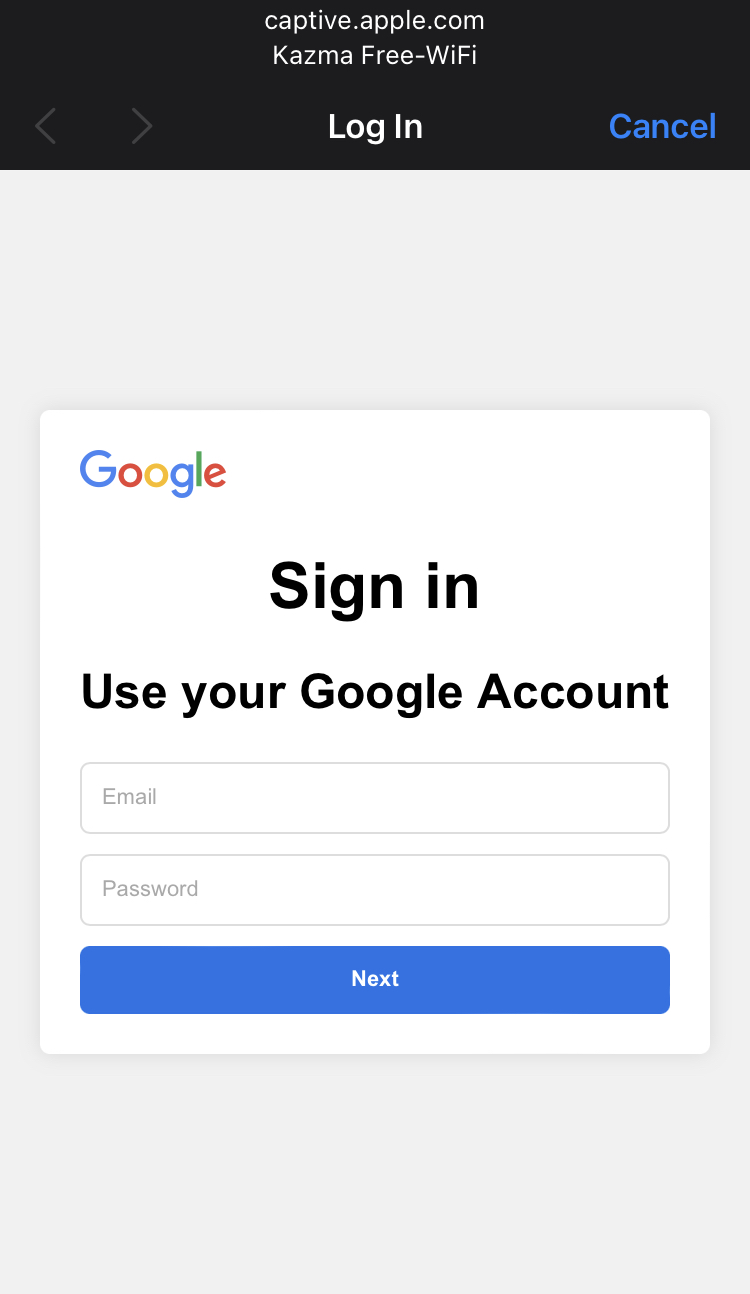 captive.apple.com
Kazma Free-WiFi
Log In
Cancel
Google
Sign in
Use your Google Account
Email
Password
Next